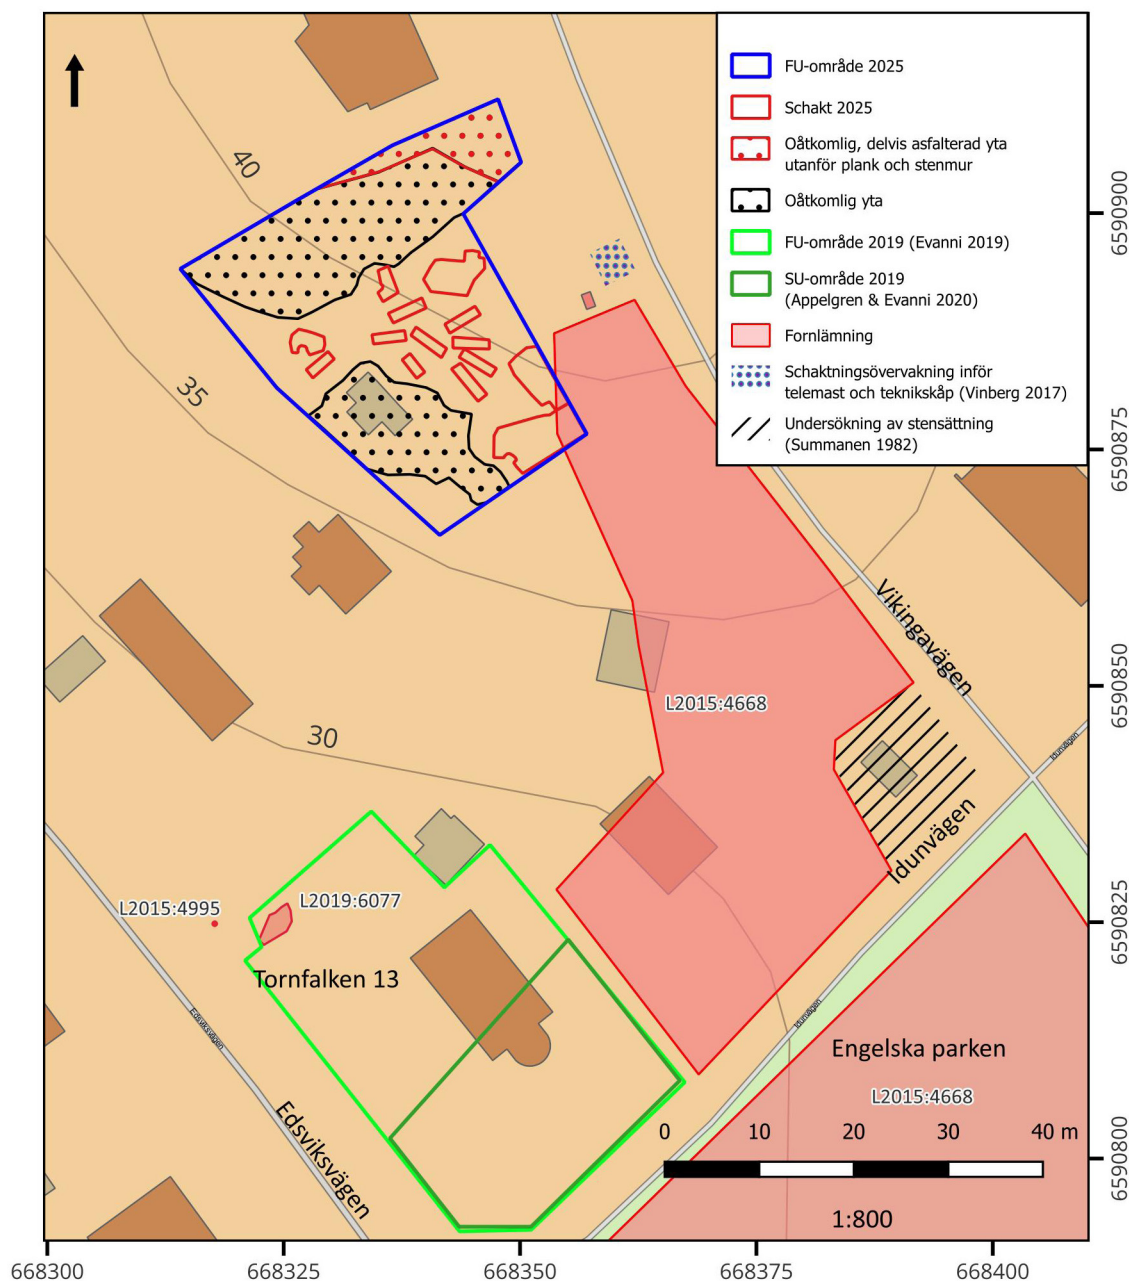 FU-område 2025
Schakt 2025
Oåtkomlig, delvis asfalterad yta
utanför plank och stenmur
Oåtkomlig yta
FU-område 2019 (Evanni 2019)
SU-område 2019
(Appelgren & Evanni 2020)
Fornlämning
Schaktningsövervakning inför
telemast och teknikskåp (Vinberg 2017)
Undersökning av stensättning
(Summanen 1982)
40
35
30
6590900
6590875
6590850
6590825
6590800
Vikingavägen
L2015:4668
Idunvägen
Idunvägen
L2015:4995
L2019:6077
Tornfalken 13
Edsviksvägen
Idunvägen
Engelska parken
L2015:4668
Edsviksvägen
0 10 20 30 40 m
1:800
668300 668325 668350 668375 668400